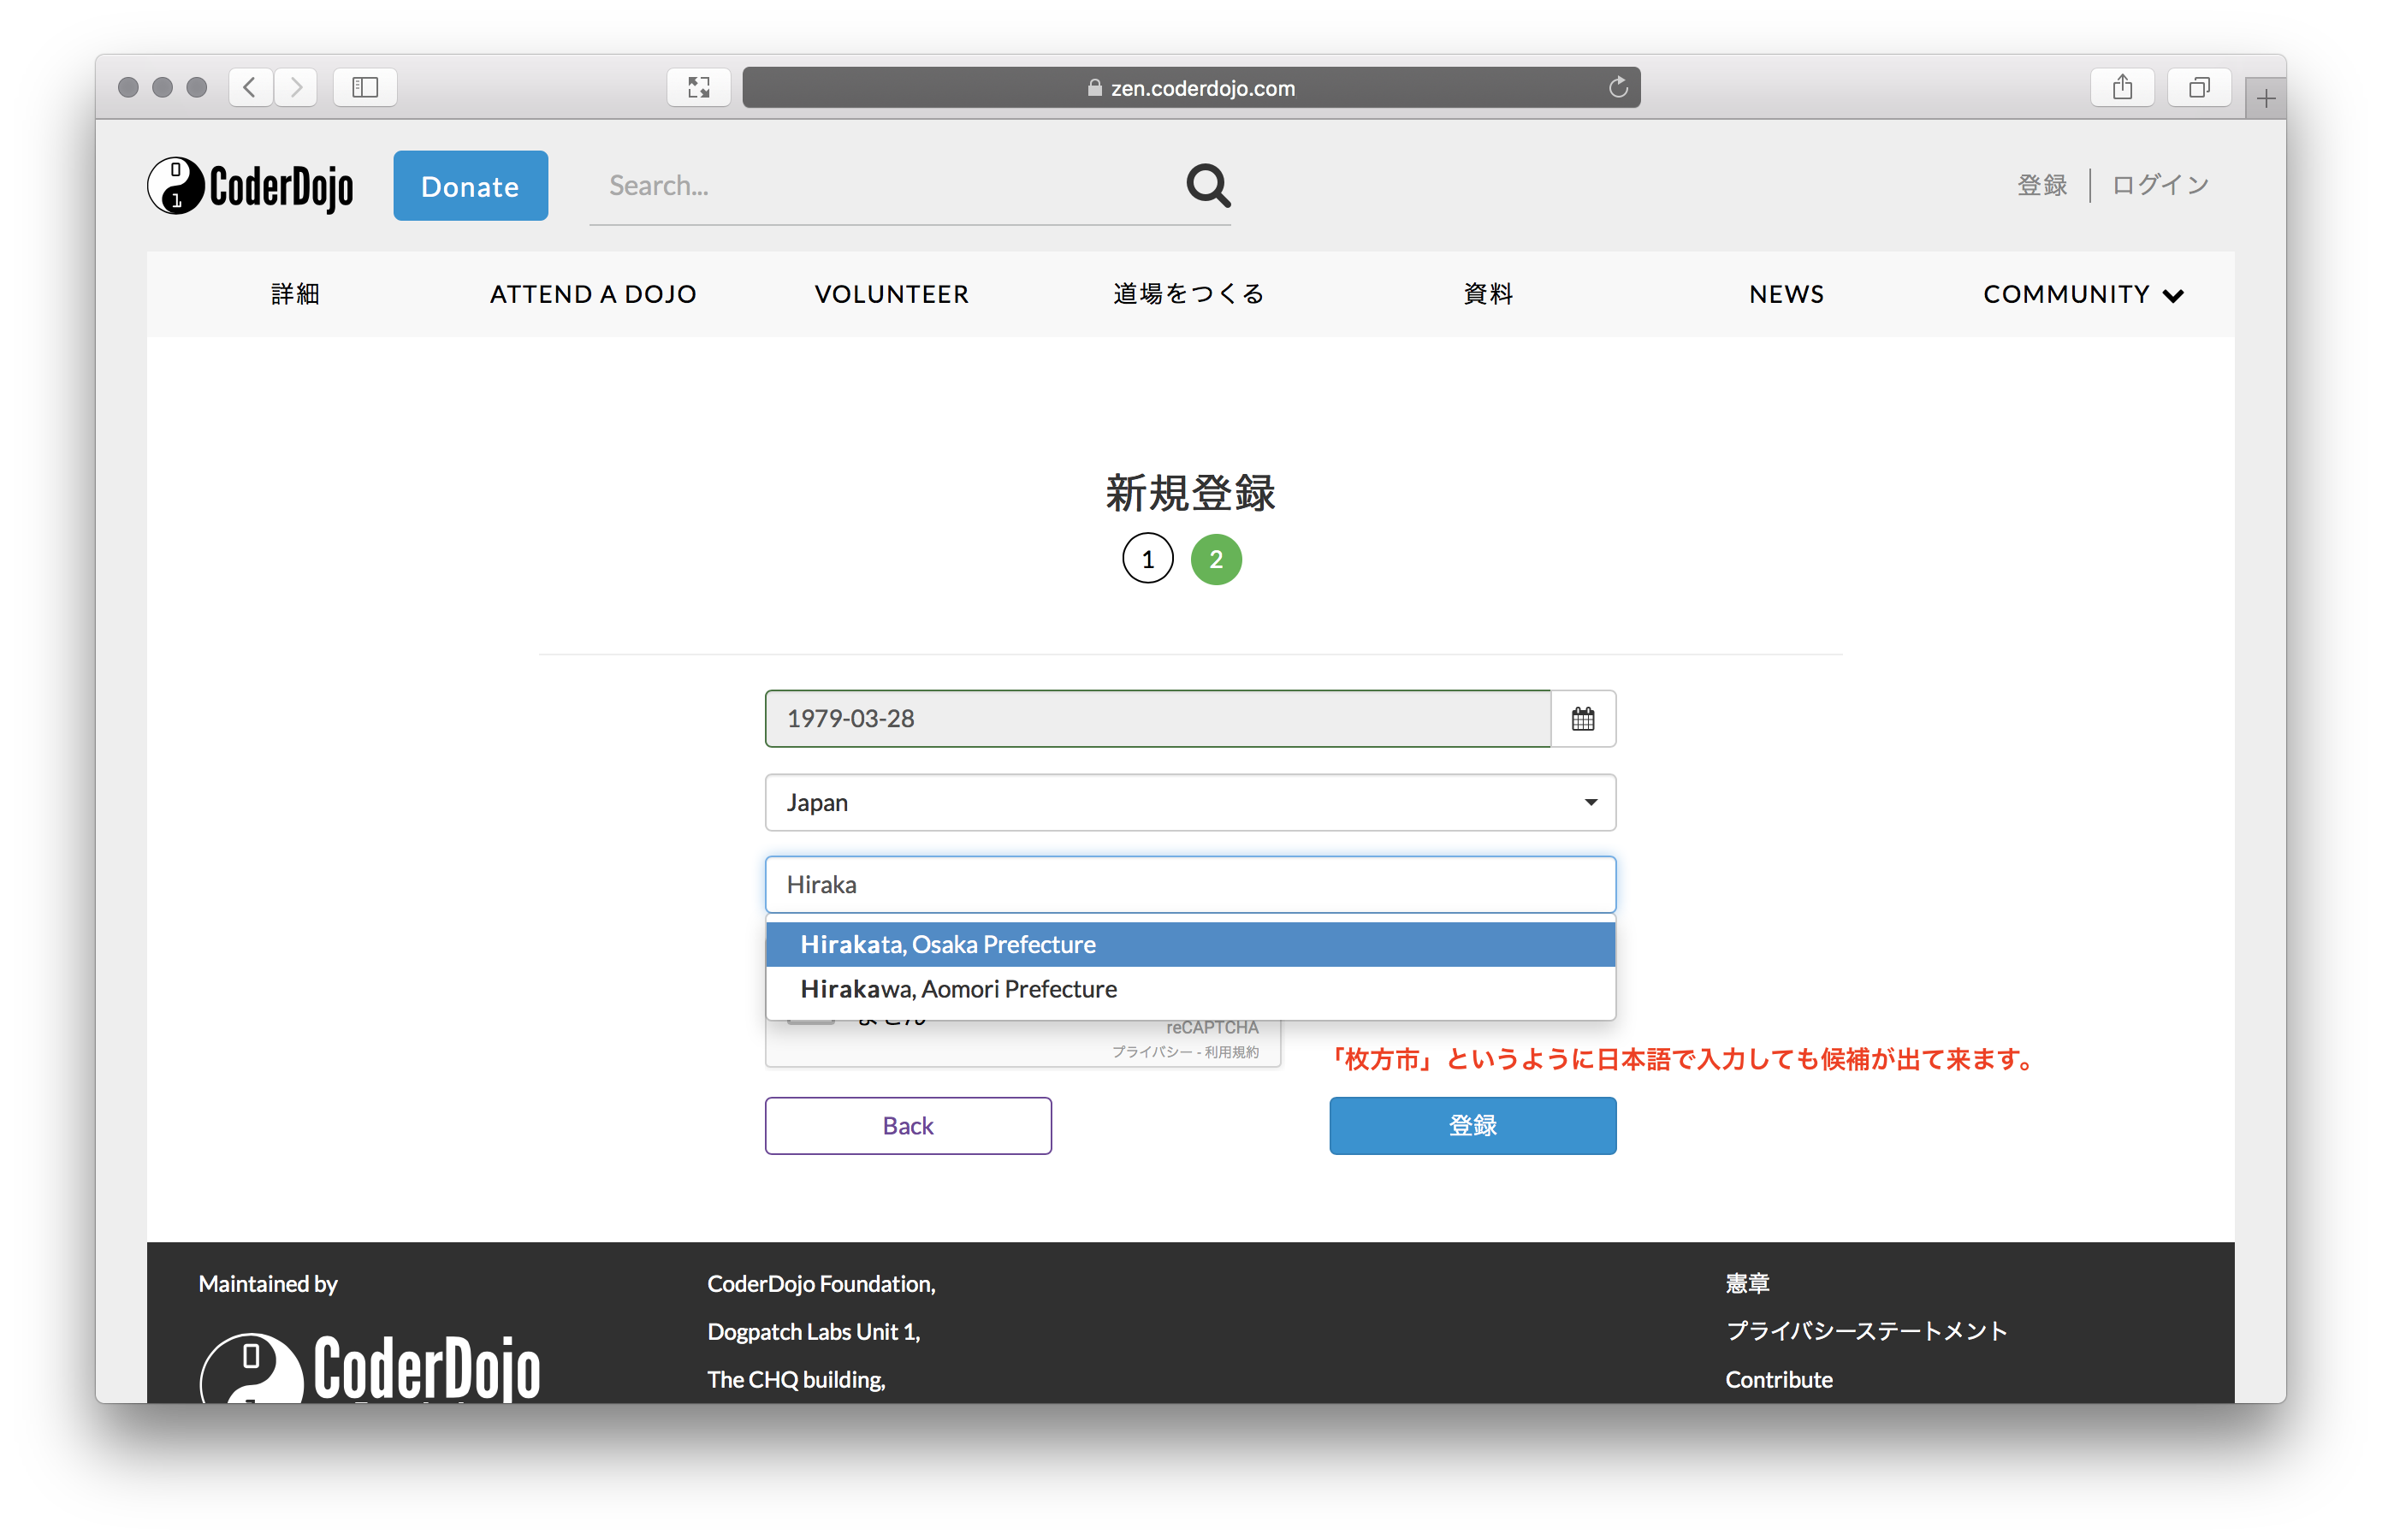 zen.coderdojo.com
CoderDojo
Donate
Search...
登録
ログイン
詳細
ATTEND A DOJO
VOLUNTEER
道場をつくる
資料
NEWS
COMMUNITY
新規登録
1 2
1979-03-28
Japan
Hiraka
Hirakata, Osaka Prefecture
Hirakawa, Aomori Prefecture
reCAPTCHA
プライバシー - 利用規約
「枚方市」というように日本語で入力しても候補が出て来ます。
Back
登録
Maintained by
CoderDojo
CoderDojo Foundation,
Dogpatch Labs Unit 1,
The CHQ building,
憲章
プライバシーステートメント
Contribute